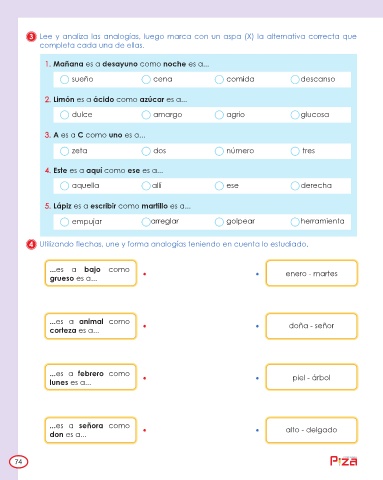 3 Lee y analiza las analogías, luego marca con un aspa (X) la alternativa correcta que
completa cada una de ellas.
1. Mañana es a desayuno como noche es a...
sueño cena comida descanso
2. Limón es a ácido como azúcar es a...
dulce amargo agrio glucosa
3. A es a C como uno es a...
zeta dos número tres
4. Este es a aquí como ese es a...
aquella allí ese derecha
5. Lápiz es a escribir como martillo es a...
empujar arreglar golpear herramienta
4 Utilizando flechas, une y forma analogías teniendo en cuenta lo estudiado.
...es a bajo como
grueso es a...
enero - martes
...es a animal como
corteza es a...
doña - señor
...es a febrero como
lunes es a...
piel - árbol
...es a señora como
don es a...
alto - delgado
74